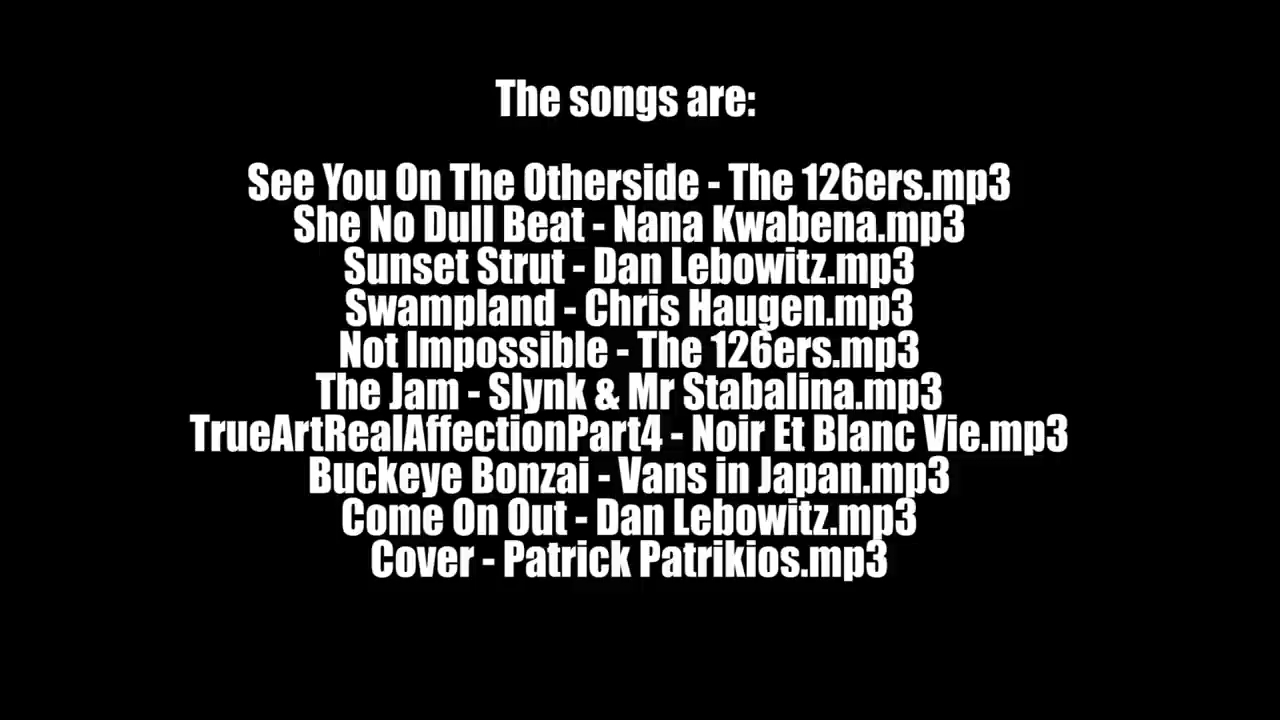 The songs are:
See You On The Otherside - The 126ers.mp3
She No Dull Beat - Nana Kwabena.mp3
Sunset Strut - Dan Lebowitz.mp3
Swampland - Chris Haugen.mp3
Not Impossible - The 126ers.mp3
The Jam - Slynk & Mr Stabalina.mp3
TrueArtRealAffectionPart4 - Noir Et Blanc Vie.mp3
Buckeye Bonzai - Vans in Japan.mp3
Come On Out - Dan Lebowitz.mp3
Cover - Patrick Patrikios.mp3